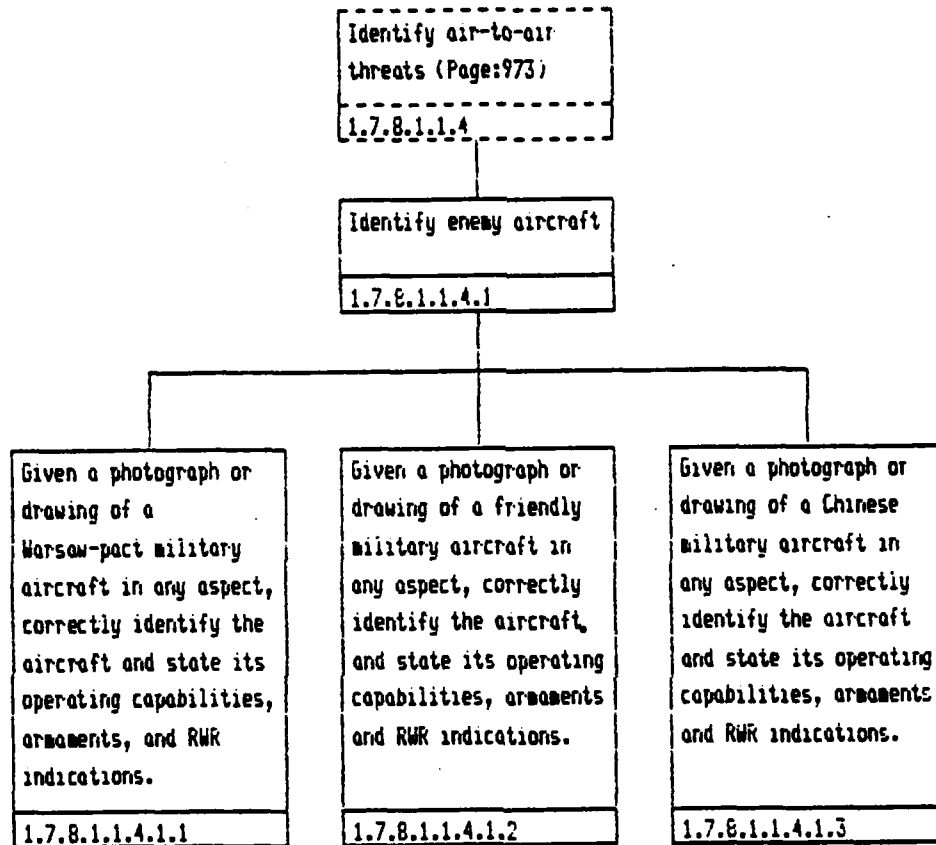 Identify air-to-air
threats (Page:973)
1.7.8.1.1.4
Identify enemy aircraft
1.7.8.1.1.4.1
Given a photograph or
drawing of a
Warsaw-pact military
aircraft in any aspect,
correctly identify the
aircraft and state its
operating capabilities,
armaments, and RWR
indications.
1.7.8.1.1.4.1.1
Given a photograph or
drawing of a friendly
military aircraft in
any aspect, correctly
identify the aircraft,
and state its operating
capabilities, armaments
and RWR indications.
1.7.8.1.1.4.1.2
Given a photograph or
drawing of a Chinese
military aircraft in
any aspect, correctly
identify the aircraft
and state its operating
capabilities, armaments
and RWR indications.
1.7.8.1.1.4.1.3